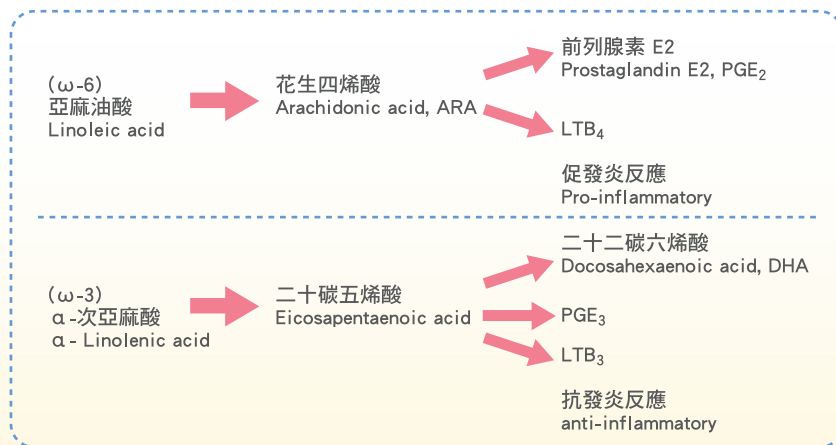 (ω-6)
亞麻油酸
Linoleic acid
花生四烯酸
Arachidonic acid, ARA
前列腺素 E2
Prostaglandin E2, PGE₂
LTB₄
促發炎反應
Pro-inflammatory
(ω-3)
α-次亞麻酸
α- Linolenic acid
二十碳五烯酸
Eicosapentaenoic acid
二十二碳六烯酸
Docosahexaenoic acid, DHA
PGE₃
LTB₃
抗發炎反應
anti-inflammatory